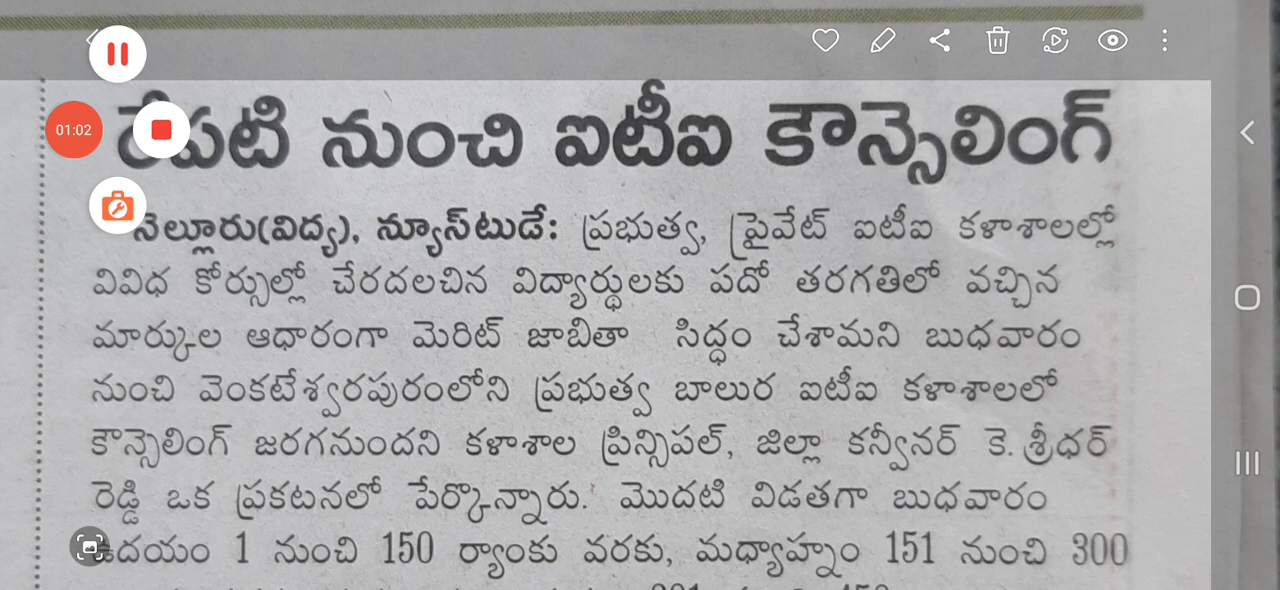 రేపటి నుంచి ఐటీఐ కౌన్సెలింగ్
01:02
నెల్లూరు(విద్య), న్యూస్‌టుడే: ప్రభుత్వ, ప్రైవేట్ ఐటీఐ కళాశాలల్లో
వివిధ కోర్సుల్లో చేరదలచిన విద్యార్థులకు పదో తరగతిలో వచ్చిన
మార్కుల ఆధారంగా మెరిట్ జాబితా సిద్ధం చేశామని బుధవారం
నుంచి వెంకటేశ్వరపురంలోని ప్రభుత్వ బాలుర ఐటీఐ కళాశాలలో
కౌన్సెలింగ్ జరగనుందని కళాశాల ప్రిన్సిపల్, జిల్లా కన్వీనర్ కె. శ్రీధర్
రెడ్డి ఒక ప్రకటనలో పేర్కొన్నారు. మొదటి విడతగా బుధవారం
ఉదయం 1 నుంచి 150 ర్యాంకు వరకు, మధ్యాహ్నం 151 నుంచి 300